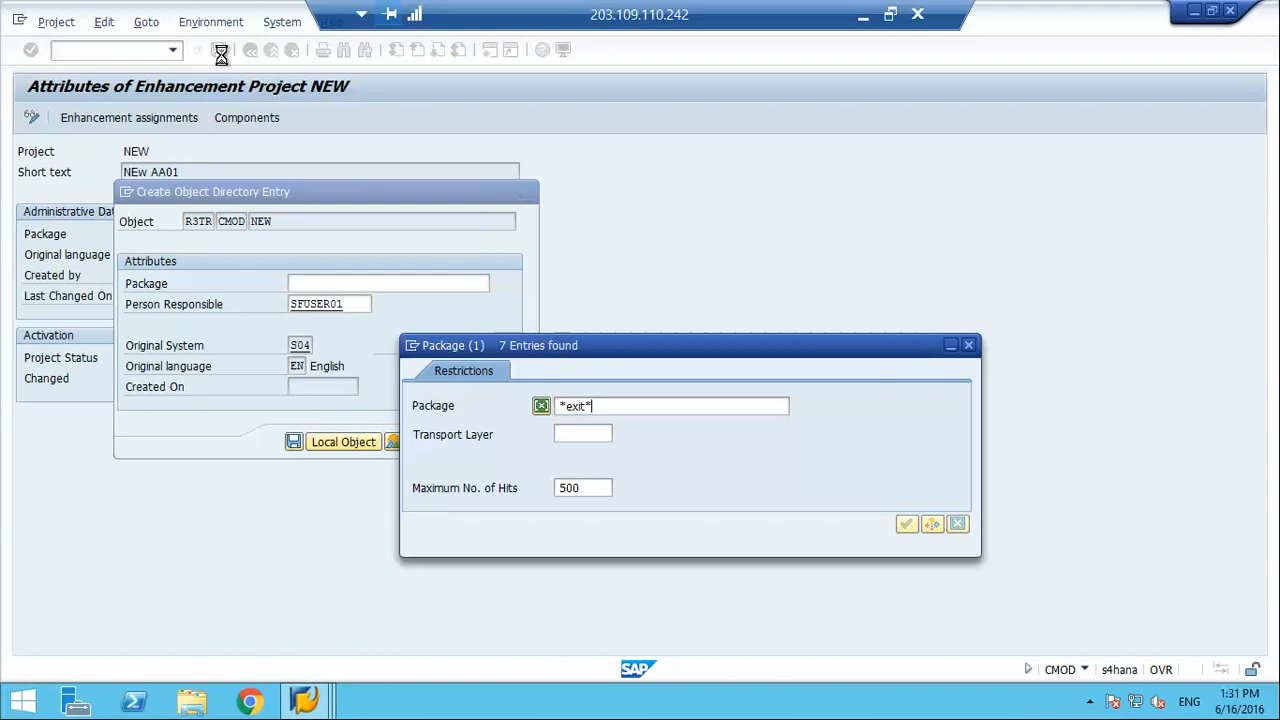 Project Edit Goto Environment System Help
203.109.110.242
Attributes of Enhancement Project NEW
Enhancement assignments Components
Project NEW
Short text NEw AA01
Create Object Directory Entry
Object R3TR CMOD NEW
Administrative Dat
Package
Original language
Created by
Last Changed On
Attributes
Package
Person Responsible SFUSER01
Original System S04
Original language EN English
Created On
Activation
Project Status
Changed
Local Object
Package (1) 7 Entries found
Restrictions
Package *exit*
Transport Layer
Maximum No. of Hits 500
SAP
CMOD s4hana OVR
ENG
1:31 PM
6/16/2016